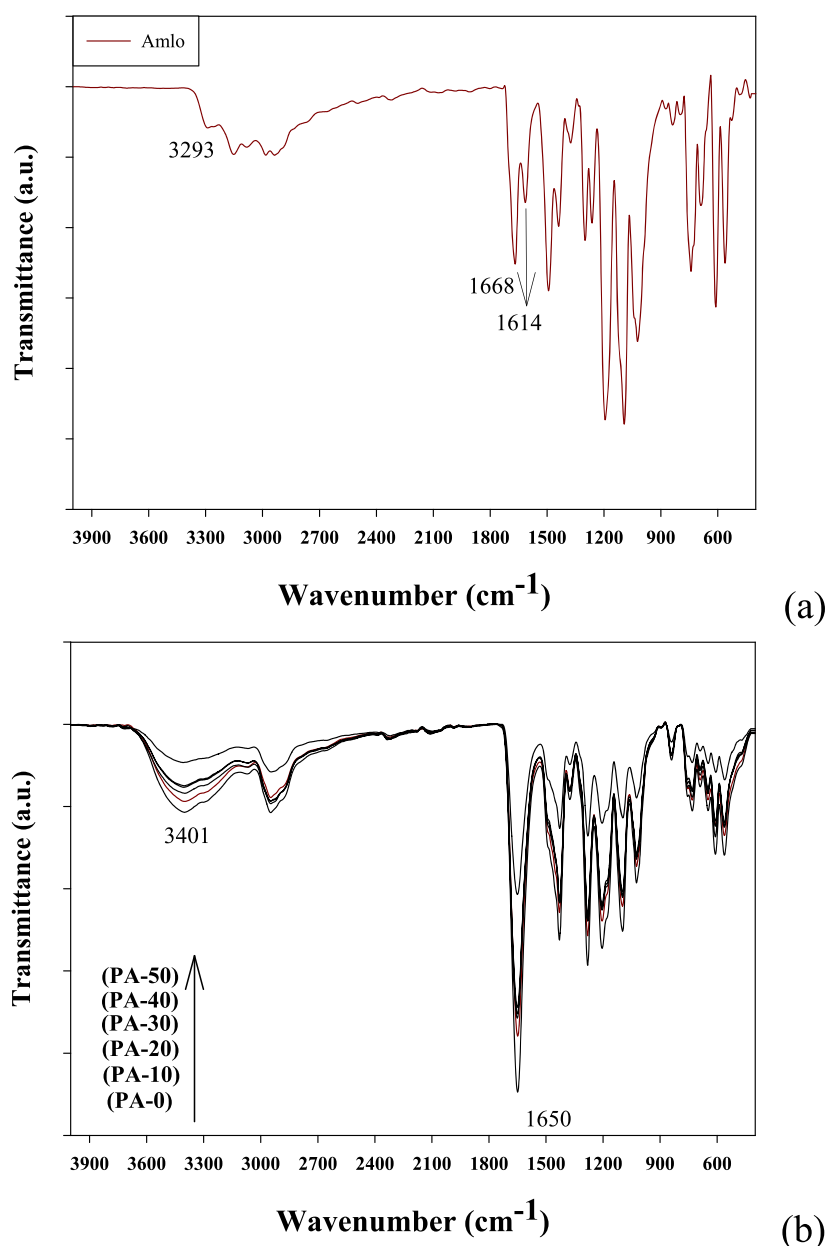 Amlo
3293
1668
1614
Transmittance (a.u.)
3900 3600 3300 3000 2700 2400 2100 1800 1500 1200 900 600
Wavenumber (cm-1)
(a)
3401
(PA-50)
(PA-40)
(PA-30)
(PA-20)
(PA-10)
(PA-0)
1650
Transmittance (a.u.)
3900 3600 3300 3000 2700 2400 2100 1800 1500 1200 900 600
Wavenumber (cm-1)
(b)